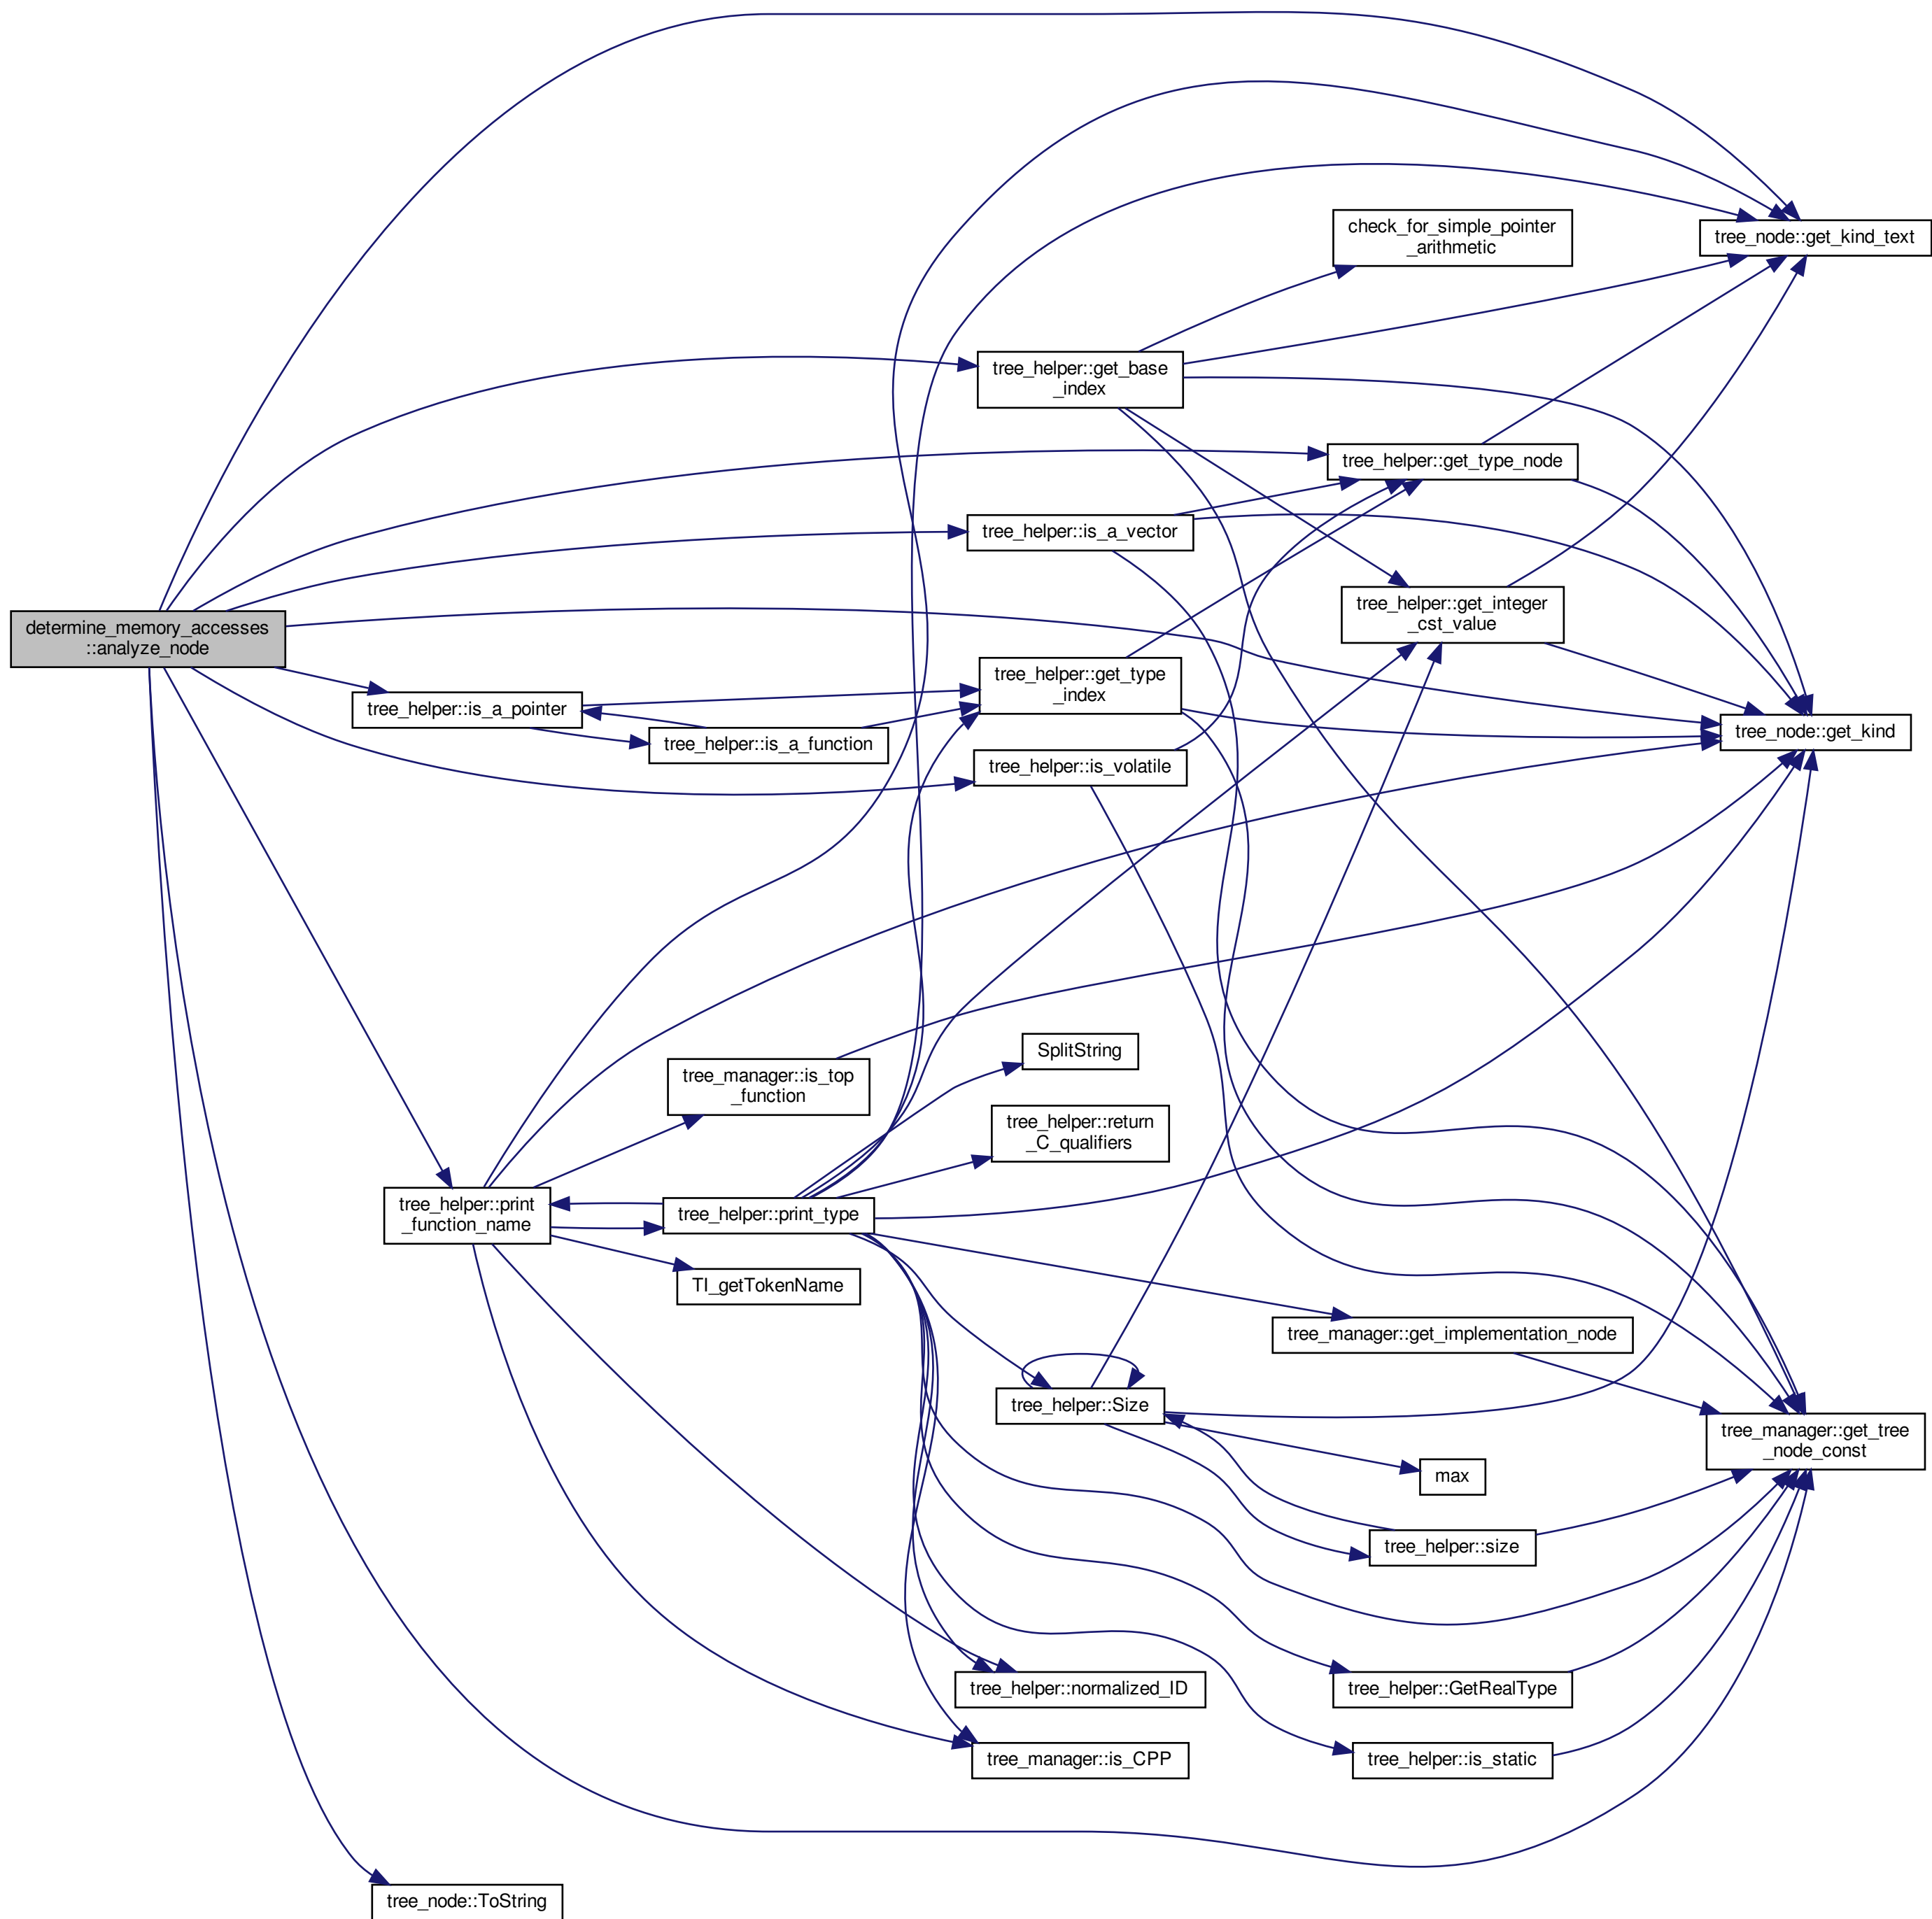 check_for_simple_pointer
_arithmetic
tree_node::get_kind_text
tree_helper::get_base
_index
tree_helper::get_type_node
tree_helper::is_a_vector
tree_helper::get_integer
_cst_value
determine_memory_accesses
::analyze_node
tree_helper::get_type
_index
tree_helper::is_a_pointer
tree_helper::is_a_function
tree_node::get_kind
tree_helper::is_volatile
SplitString
tree_manager::is_top
_function
tree_helper::return
_C_qualifiers
tree_helper::print
_function_name
tree_helper::print_type
TI_getTokenName
tree_manager::get_implementation_node
tree_helper::Size
tree_manager::get_tree
_node_const
max
tree_helper::size
tree_helper::normalized_ID
tree_helper::GetRealType
tree_manager::is_CPP
tree_helper::is_static
tree_node::ToString